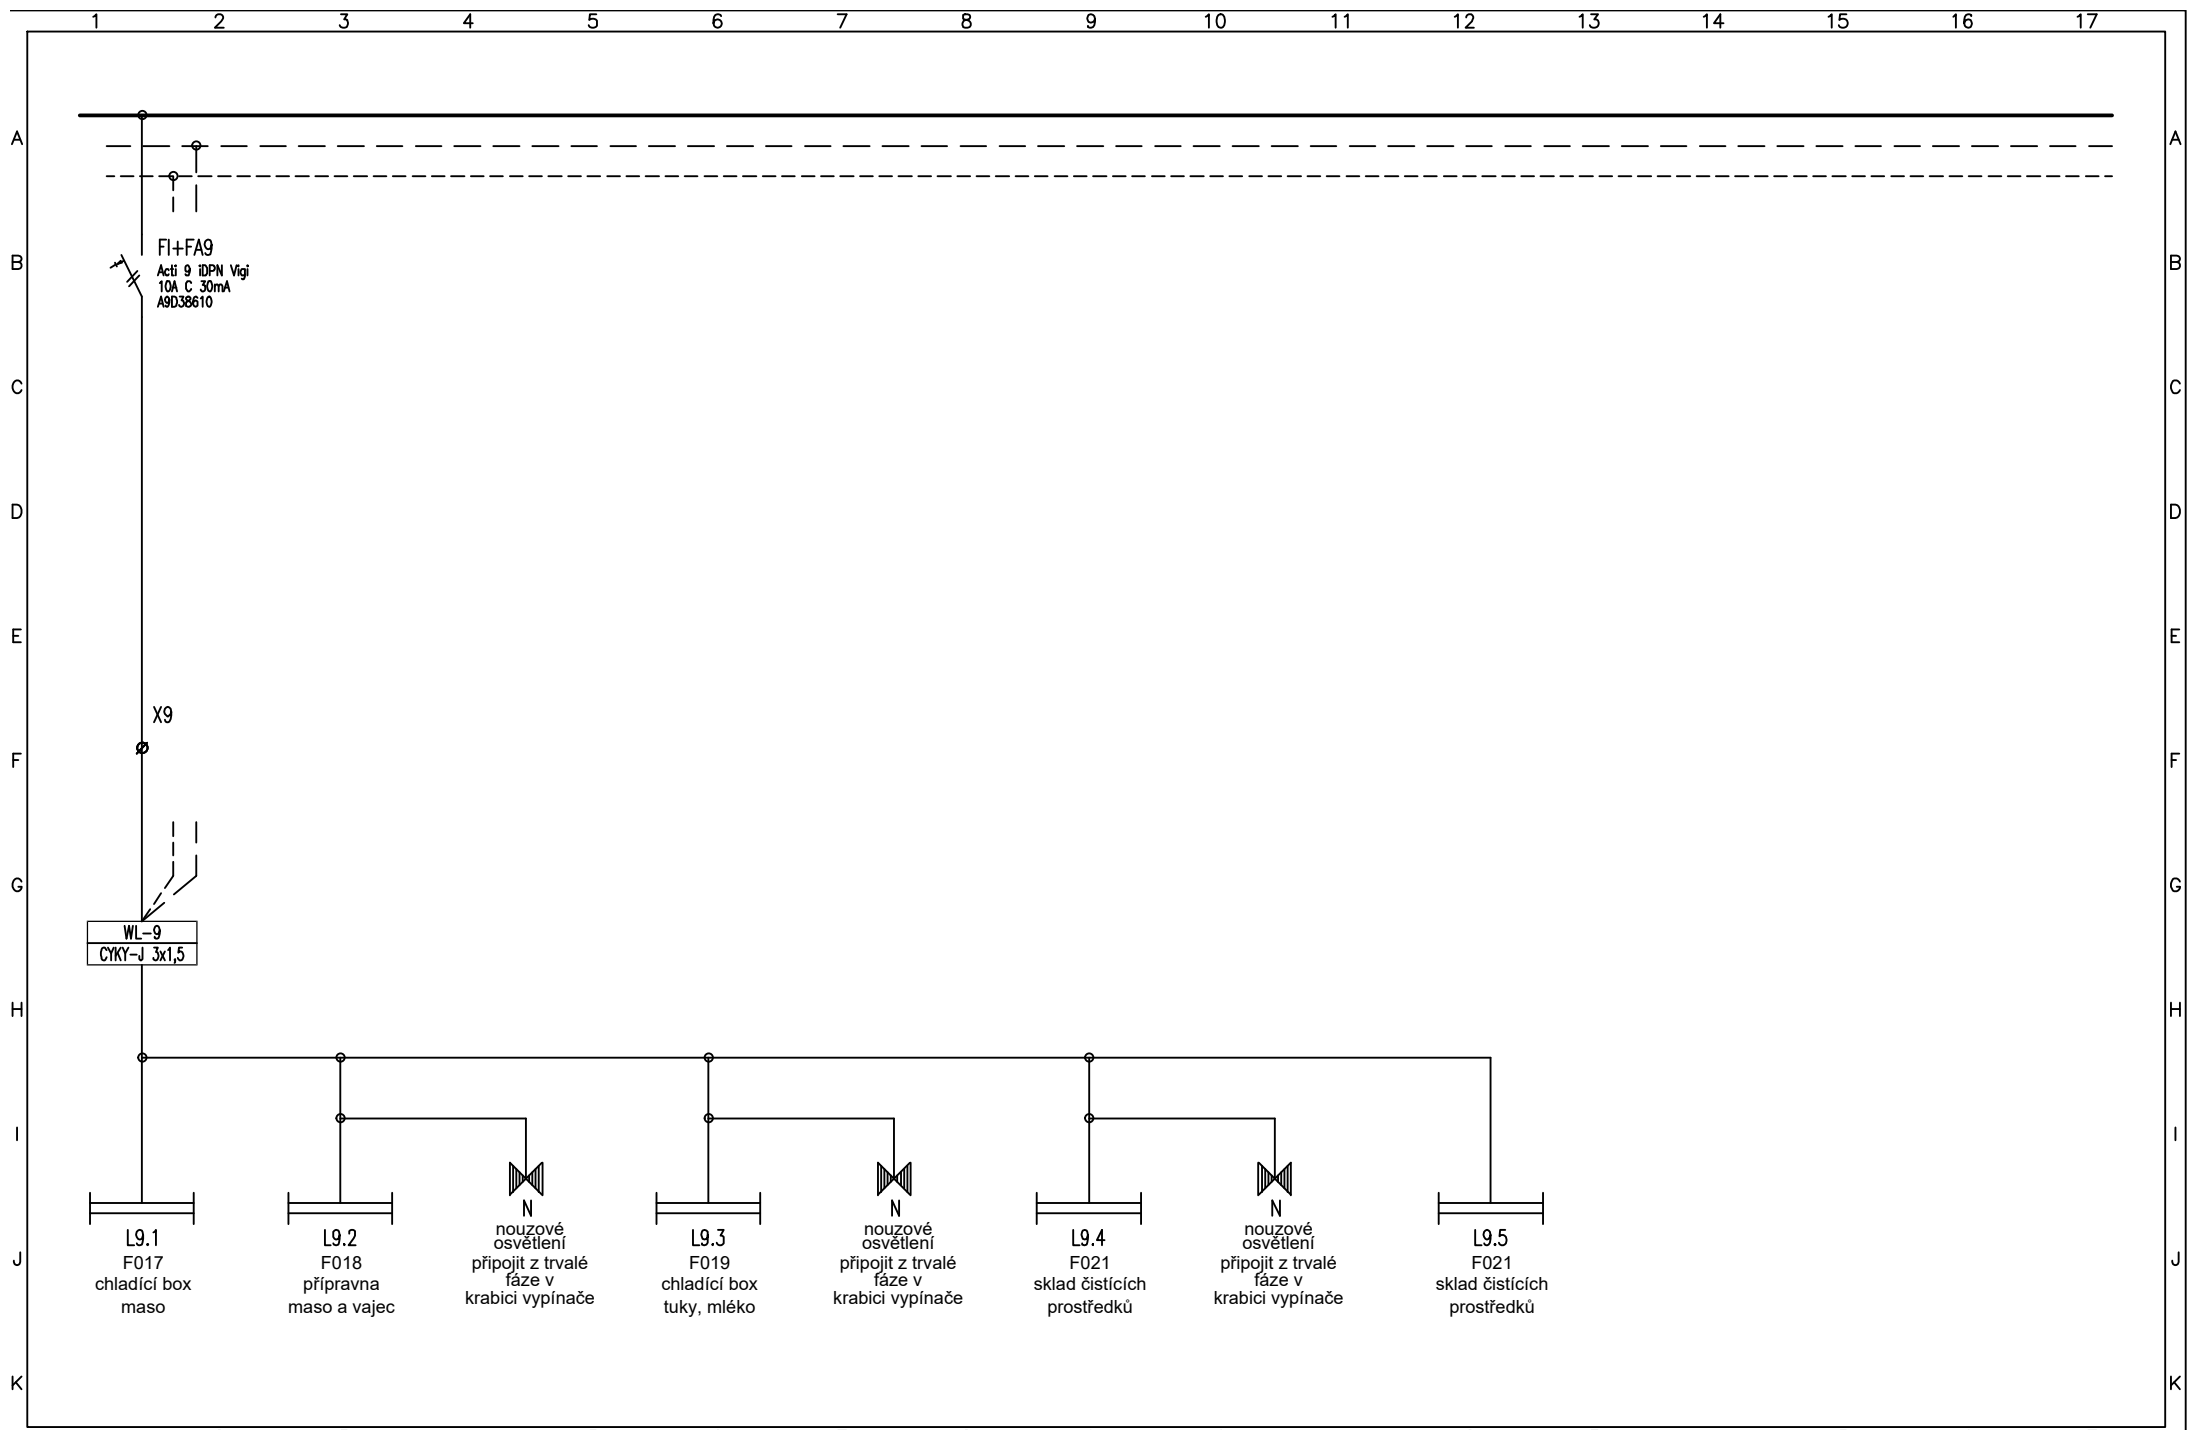 1 2 3 4 5 6 7 8 9 10 11 12 13 14 15 16 17
A A
FI+FA9
B B
Acti 9 iDPN Vigi
10A C 30mA
A9D38610
C C
D D
E E
X9
F F
G G
WL-9
CYKY-J 3x1,5
H H
I I
L9.1
F017
chladící box
maso
L9.2
F018
přípravna
maso a vajec
N
nouzové
osvětlení
připojit z trvalé
fáze v
krabici vypínače
L9.3
F019
chladící box
tuky, mléko
N
nouzové
osvětlení
připojit z trvalé
fáze v
krabici vypínače
L9.4
F021
sklad čistících
prostředků
N
nouzové
osvětlení
připojit z trvalé
fáze v
krabici vypínače
L9.5
F021
sklad čistících
prostředků
J J
K K